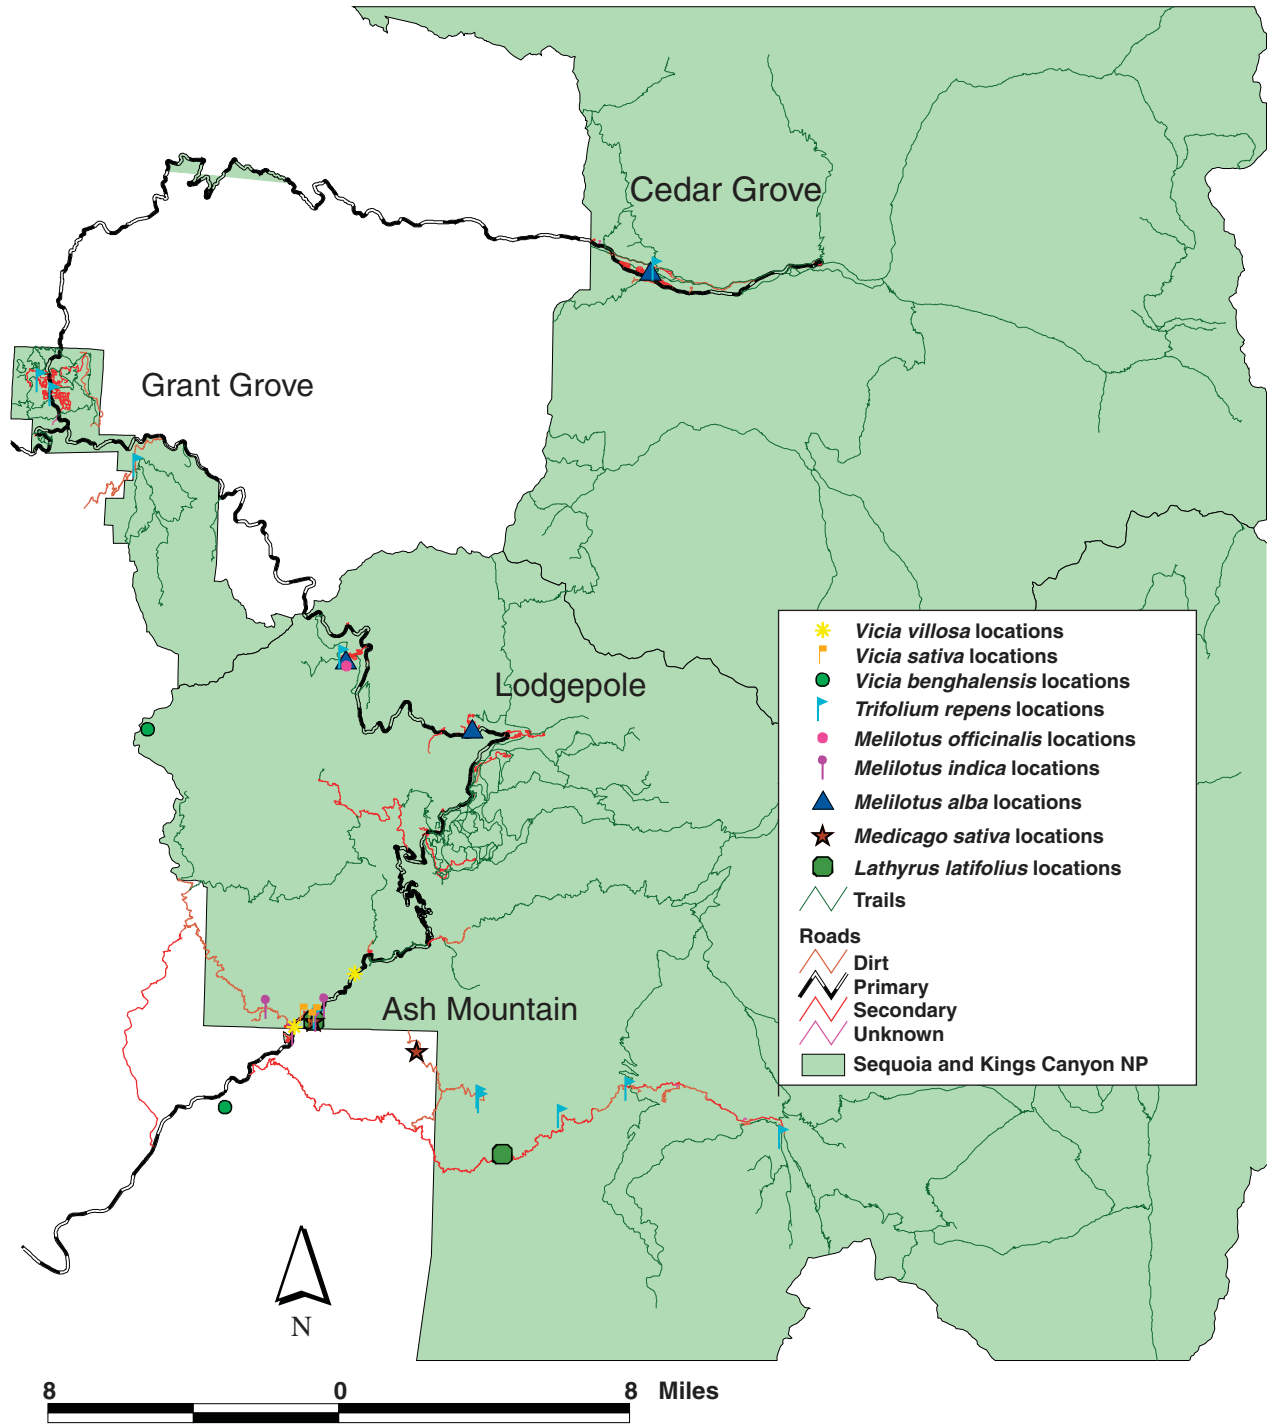 Cedar Grove
Grant Grove
Lodgepole
Ash Mountain
Vicia villosa locations
Vicia sativa locations
Vicia benghalensis locations
Trifolium repens locations
Melilotus officinalis locations
Melilotus indica locations
Melilotus alba locations
Medicago sativa locations
Lathyrus latifolius locations
Trails
Roads
Dirt
Primary
Secondary
Unknown
Sequoia and Kings Canyon NP
N
8 0 8 Miles